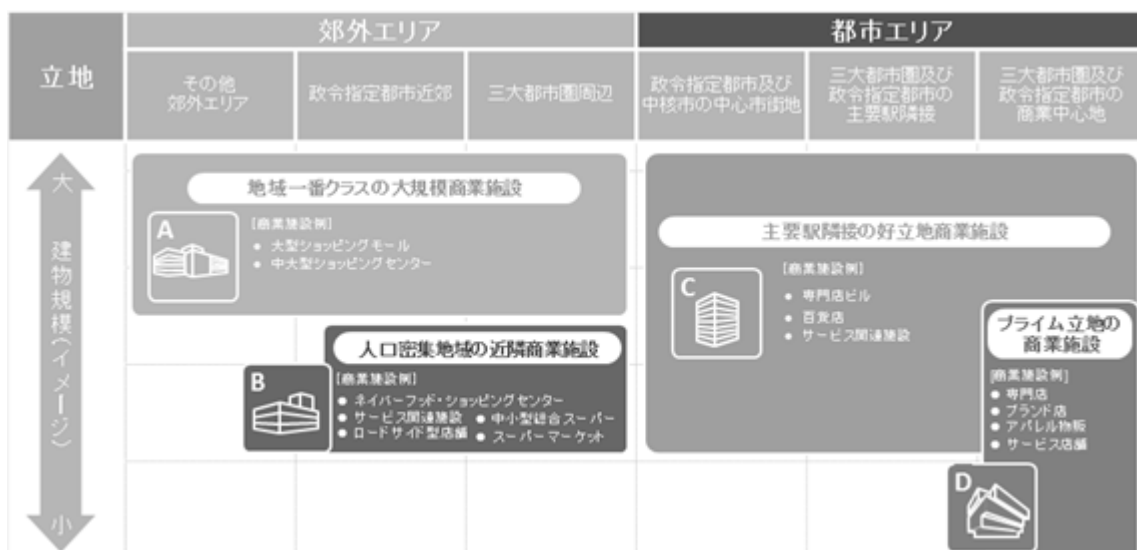 立地
郊外エリア
都市エリア
その他
郊外エリア
政令指定都市近郊
三大都市圏周辺
政令指定都市及び
中核市の中心市街地
三大都市圏及び
政令指定都市の
主要駅隣接
三大都市圏及び
政令指定都市の
商業中心地
大
建物規模(イメージ)
小
地域一番クラスの大規模商業施設
A
[商業施設例]
● 大型ショッピングモール
● 中大型ショッピングセンター
人口密集地域の近隣商業施設
B
[商業施設例]
● ネイバーフッド・ショッピングセンター
● サービス関連施設 ● 中小型総合スーパー
● ロードサイド型店舗 ● スーパーマーケット
主要駅隣接の好立地商業施設
C
[商業施設例]
● 専門店ビル
● 百貨店
● サービス関連施設
プライム立地の
商業施設
[商業施設例]
● 専門店
● ブランド店
● アパレル物販
● サービス店舗
D